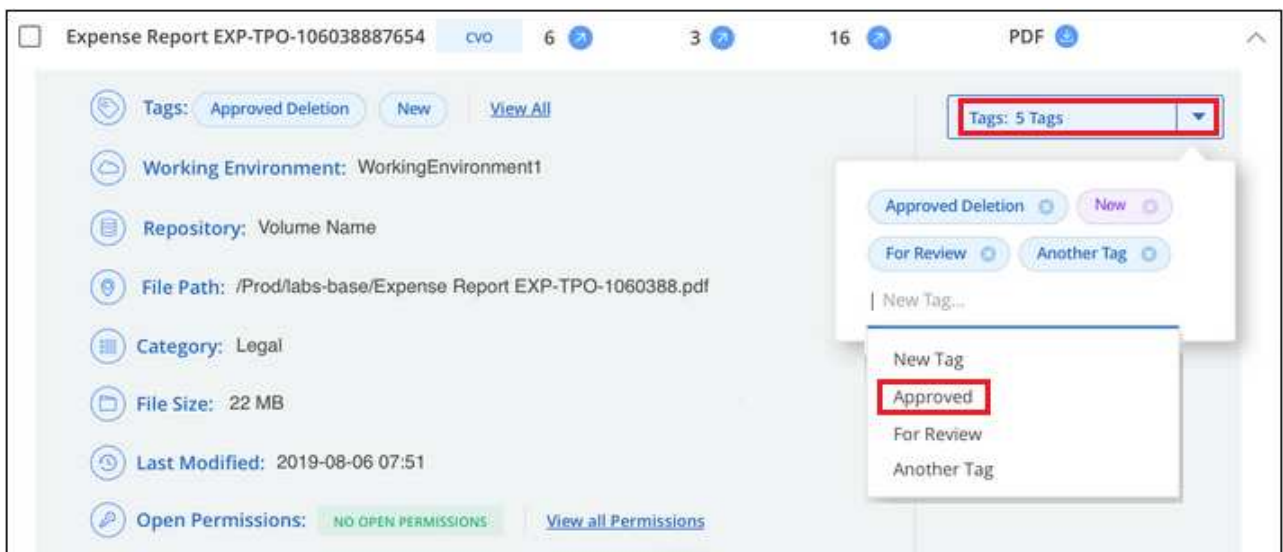 Expense Report EXP-TPO-106038887654 CVO 6 3 16 PDF
Tags: Approved Deletion New View All
Tags: 5 Tags
Working Environment: WorkingEnvironment1
Repository: Volume Name
File Path: /Prod/labs-base/Expense Report EXP-TPO-1060388.pdf
Category: Legal
File Size: 22 MB
Last Modified: 2019-08-06 07:51
Open Permissions: NO OPEN PERMISSIONS View all Permissions
Approved Deletion New
For Review Another Tag
New Tag...
New Tag
Approved
For Review
Another Tag